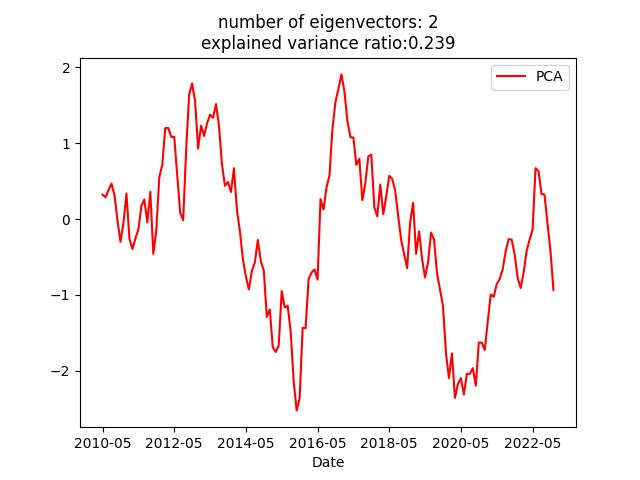 number of eigenvectors: 2
explained variance ratio:0.239
PCA
2
1
0
−1
−2
2010-05 2012-05 2014-05 2016-05 2018-05 2020-05 2022-05
Date